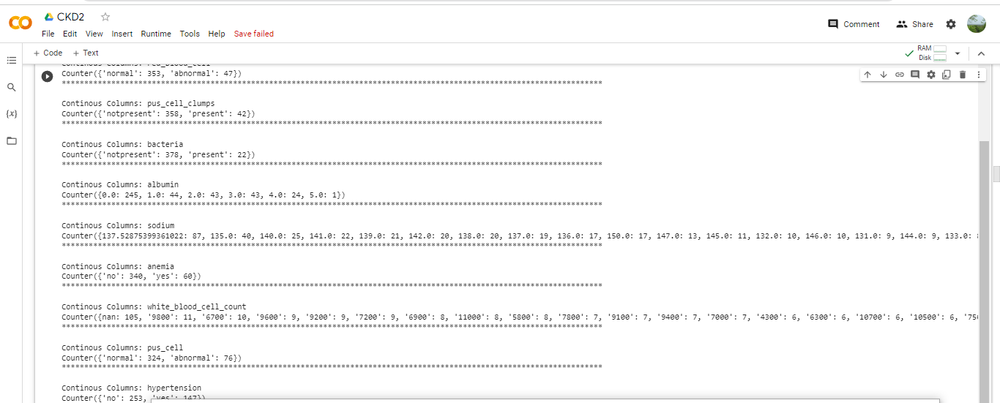 CKD2
File Edit View Insert Runtime Tools Help Save failed
Comment Share
+ Code + Text
RAM
Disk
Continous Columns: red_blood_cell
Counter({'normal': 353, 'abnormal': 47})
************************************************************************************************************************
Continous Columns: pus_cell_clumps
Counter({'notpresent': 358, 'present': 42})
************************************************************************************************************************
Continous Columns: bacteria
Counter({'notpresent': 378, 'present': 22})
************************************************************************************************************************
Continous Columns: albumin
Counter({0.0: 245, 1.0: 44, 2.0: 43, 3.0: 43, 4.0: 24, 5.0: 1})
************************************************************************************************************************
Continous Columns: sodium
Counter({137.52875399361022: 87, 135.0: 40, 140.0: 25, 141.0: 22, 139.0: 21, 142.0: 20, 138.0: 20, 137.0: 19, 136.0: 17, 150.0: 17, 147.0: 13, 145.0: 11, 132.0: 10, 146.0: 10, 131.0: 9, 144.0: 9, 133.0:
************************************************************************************************************************
Continous Columns: anemia
Counter({'no': 340, 'yes': 60})
************************************************************************************************************************
Continous Columns: white_blood_cell_count
Counter({nan: 105, '9800': 11, '6700': 10, '9600': 9, '9200': 9, '7200': 9, '6900': 8, '11000': 8, '5800': 8, '7800': 7, '9100': 7, '9400': 7, '7000': 7, '4300': 6, '6300': 6, '10700': 6, '10500': 6,
************************************************************************************************************************
Continous Columns: pus_cell
Counter({'normal': 324, 'abnormal': 76})
************************************************************************************************************************
Continous Columns: hypertension
Counter({'no': 253, 'yes': 147})